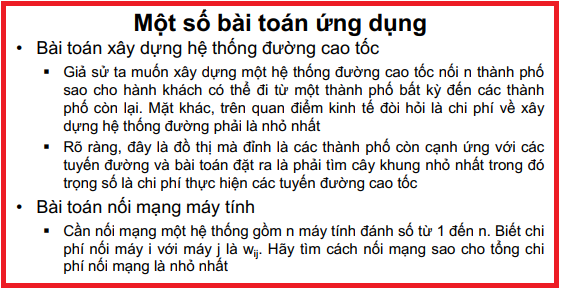 Một số bài toán ứng dụng
• Bài toán xây dựng hệ thống đường cao tốc
▪ Giả sử ta muốn xây dựng một hệ thống đường cao tốc nối n thành phố
sao cho hành khách có thể đi từ một thành phố bất kỳ đến các thành
phố còn lại. Mặt khác, trên quan điểm kinh tế đòi hỏi là chi phí về xây
dựng hệ thống đường phải là nhỏ nhất
▪ Rõ ràng, đây là đồ thị mà đỉnh là các thành phố còn cạnh ứng với các
tuyến đường và bài toán đặt ra là phải tìm cây khung nhỏ nhất trong đó
trọng số là chi phí thực hiện các tuyến đường cao tốc
• Bài toán nối mạng máy tính
▪ Cần nối mạng một hệ thống gồm n máy tính đánh số từ 1 đến n. Biết chi
phí nối máy i với máy j là wij. Hãy tìm cách nối mạng sao cho tổng chi
phí nối mạng là nhỏ nhất